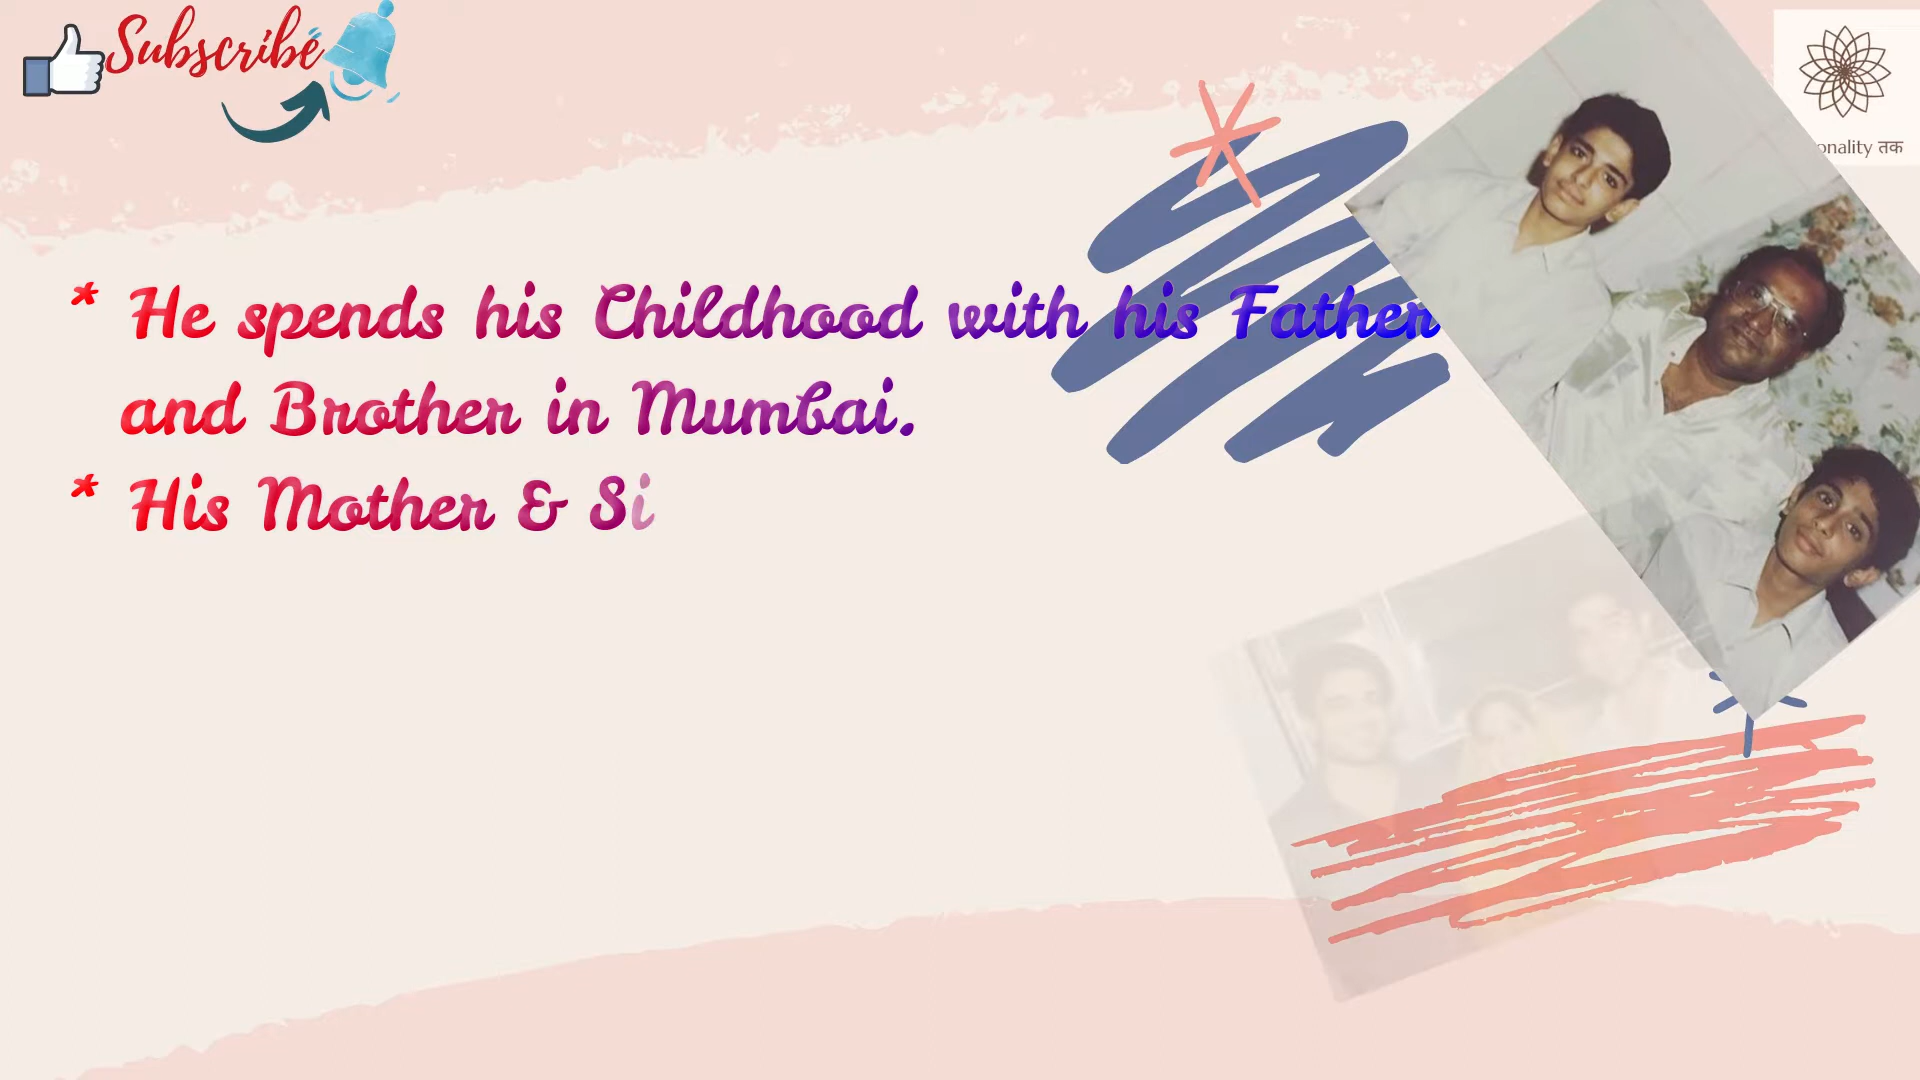 Subscribe
onality तक
* He spends his Childhood with his Father
and Brother in Mumbai.
* His Mother & Si